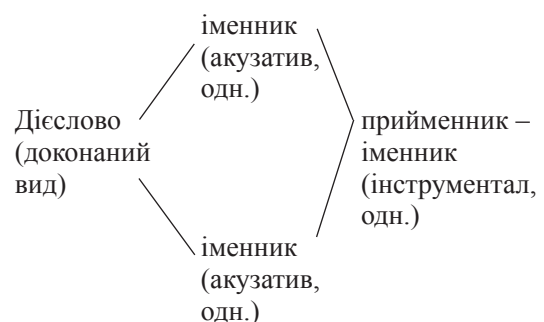 іменник
(акузатив,
одн.)
Дієслово
(доконаний
вид)
прийменник –
іменник
(інструментал,
одн.)
іменник
(акузатив,
одн.)